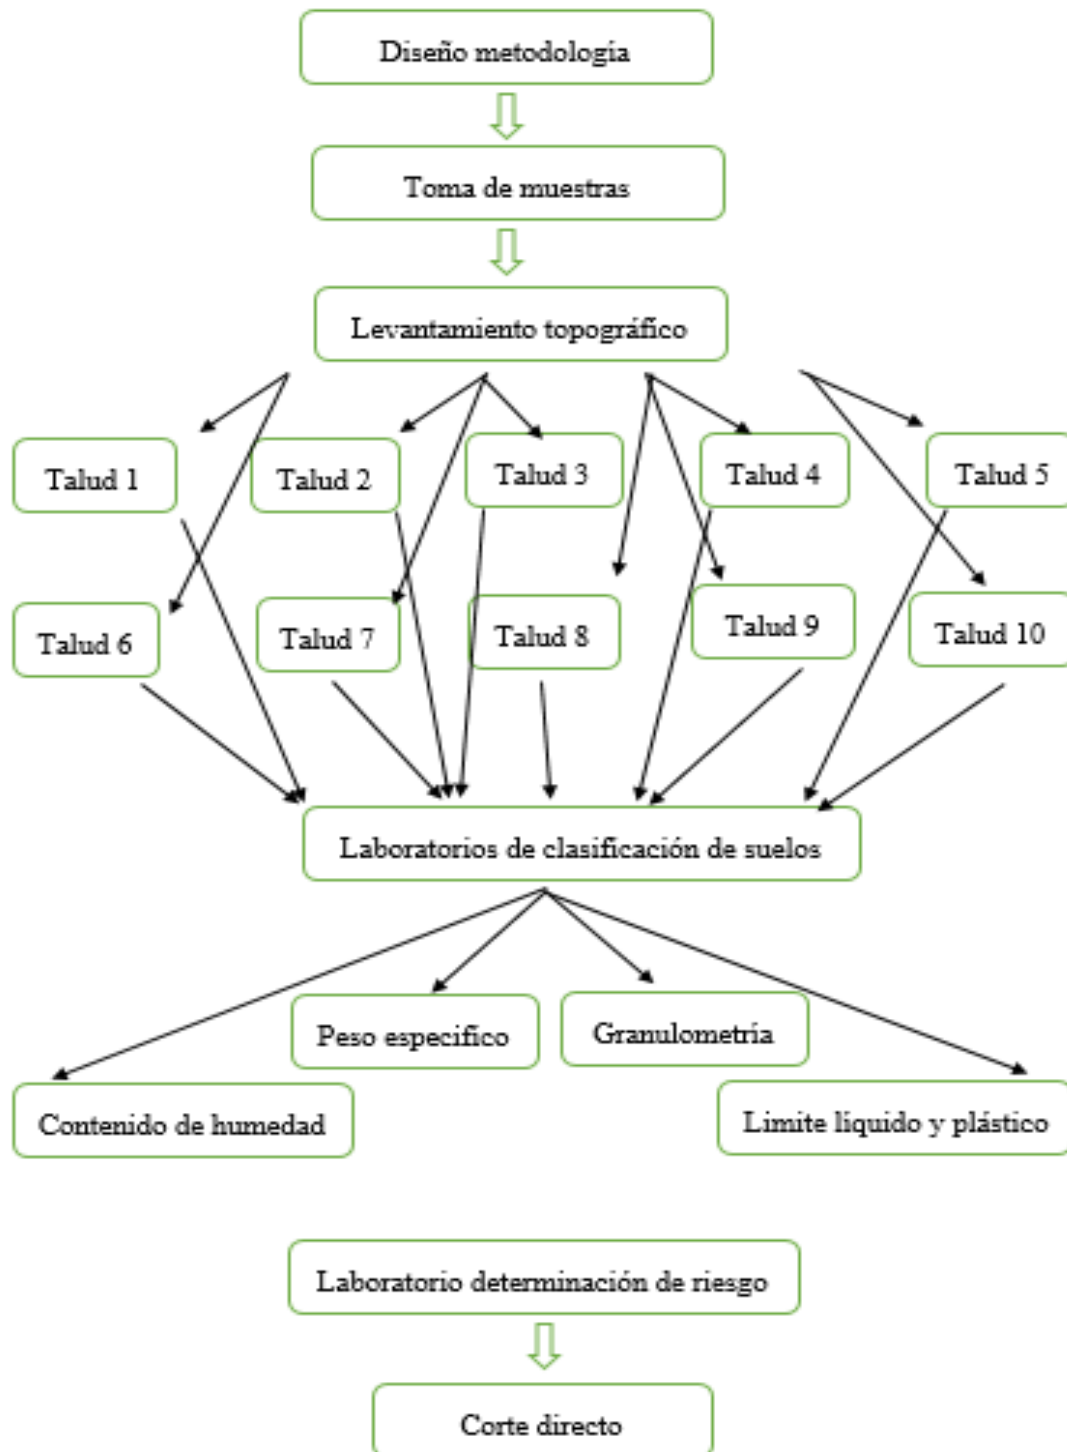 Diseño metodología
Toma de muestras
Levantamiento topográfico
Talud 1
Talud 2
Talud 3
Talud 4
Talud 5
Talud 6
Talud 7
Talud 8
Talud 9
Talud 10
Laboratorios de clasificación de suelos
Peso especifico
Granulometría
Contenido de humedad
Limite líquido y plástico
Laboratorio determinación de riesgo
Corte directo